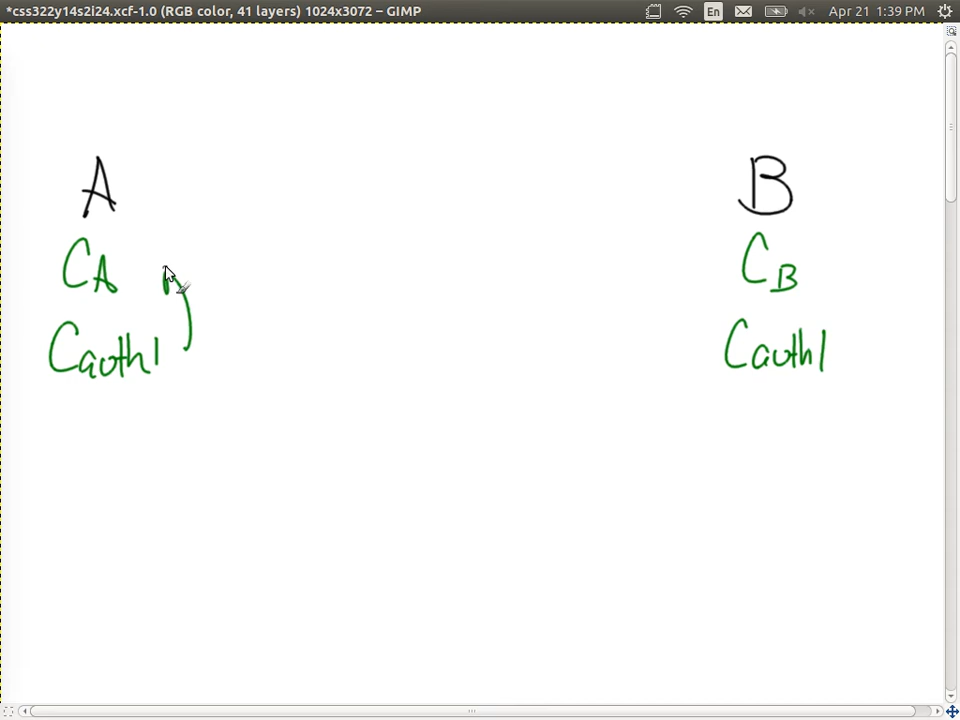 *css322y14s2i24.xcf-1.0 (RGB color, 41 layers) 1024x3072 – GIMP
En
Apr 21 1:39 PM
A
B
CA
CB
Cauth1
Cauth1